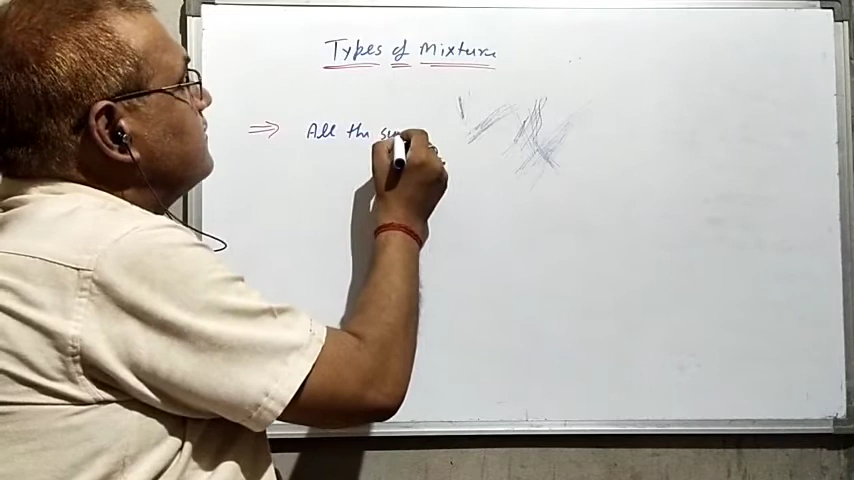 Types of Mixture
⇒ All the